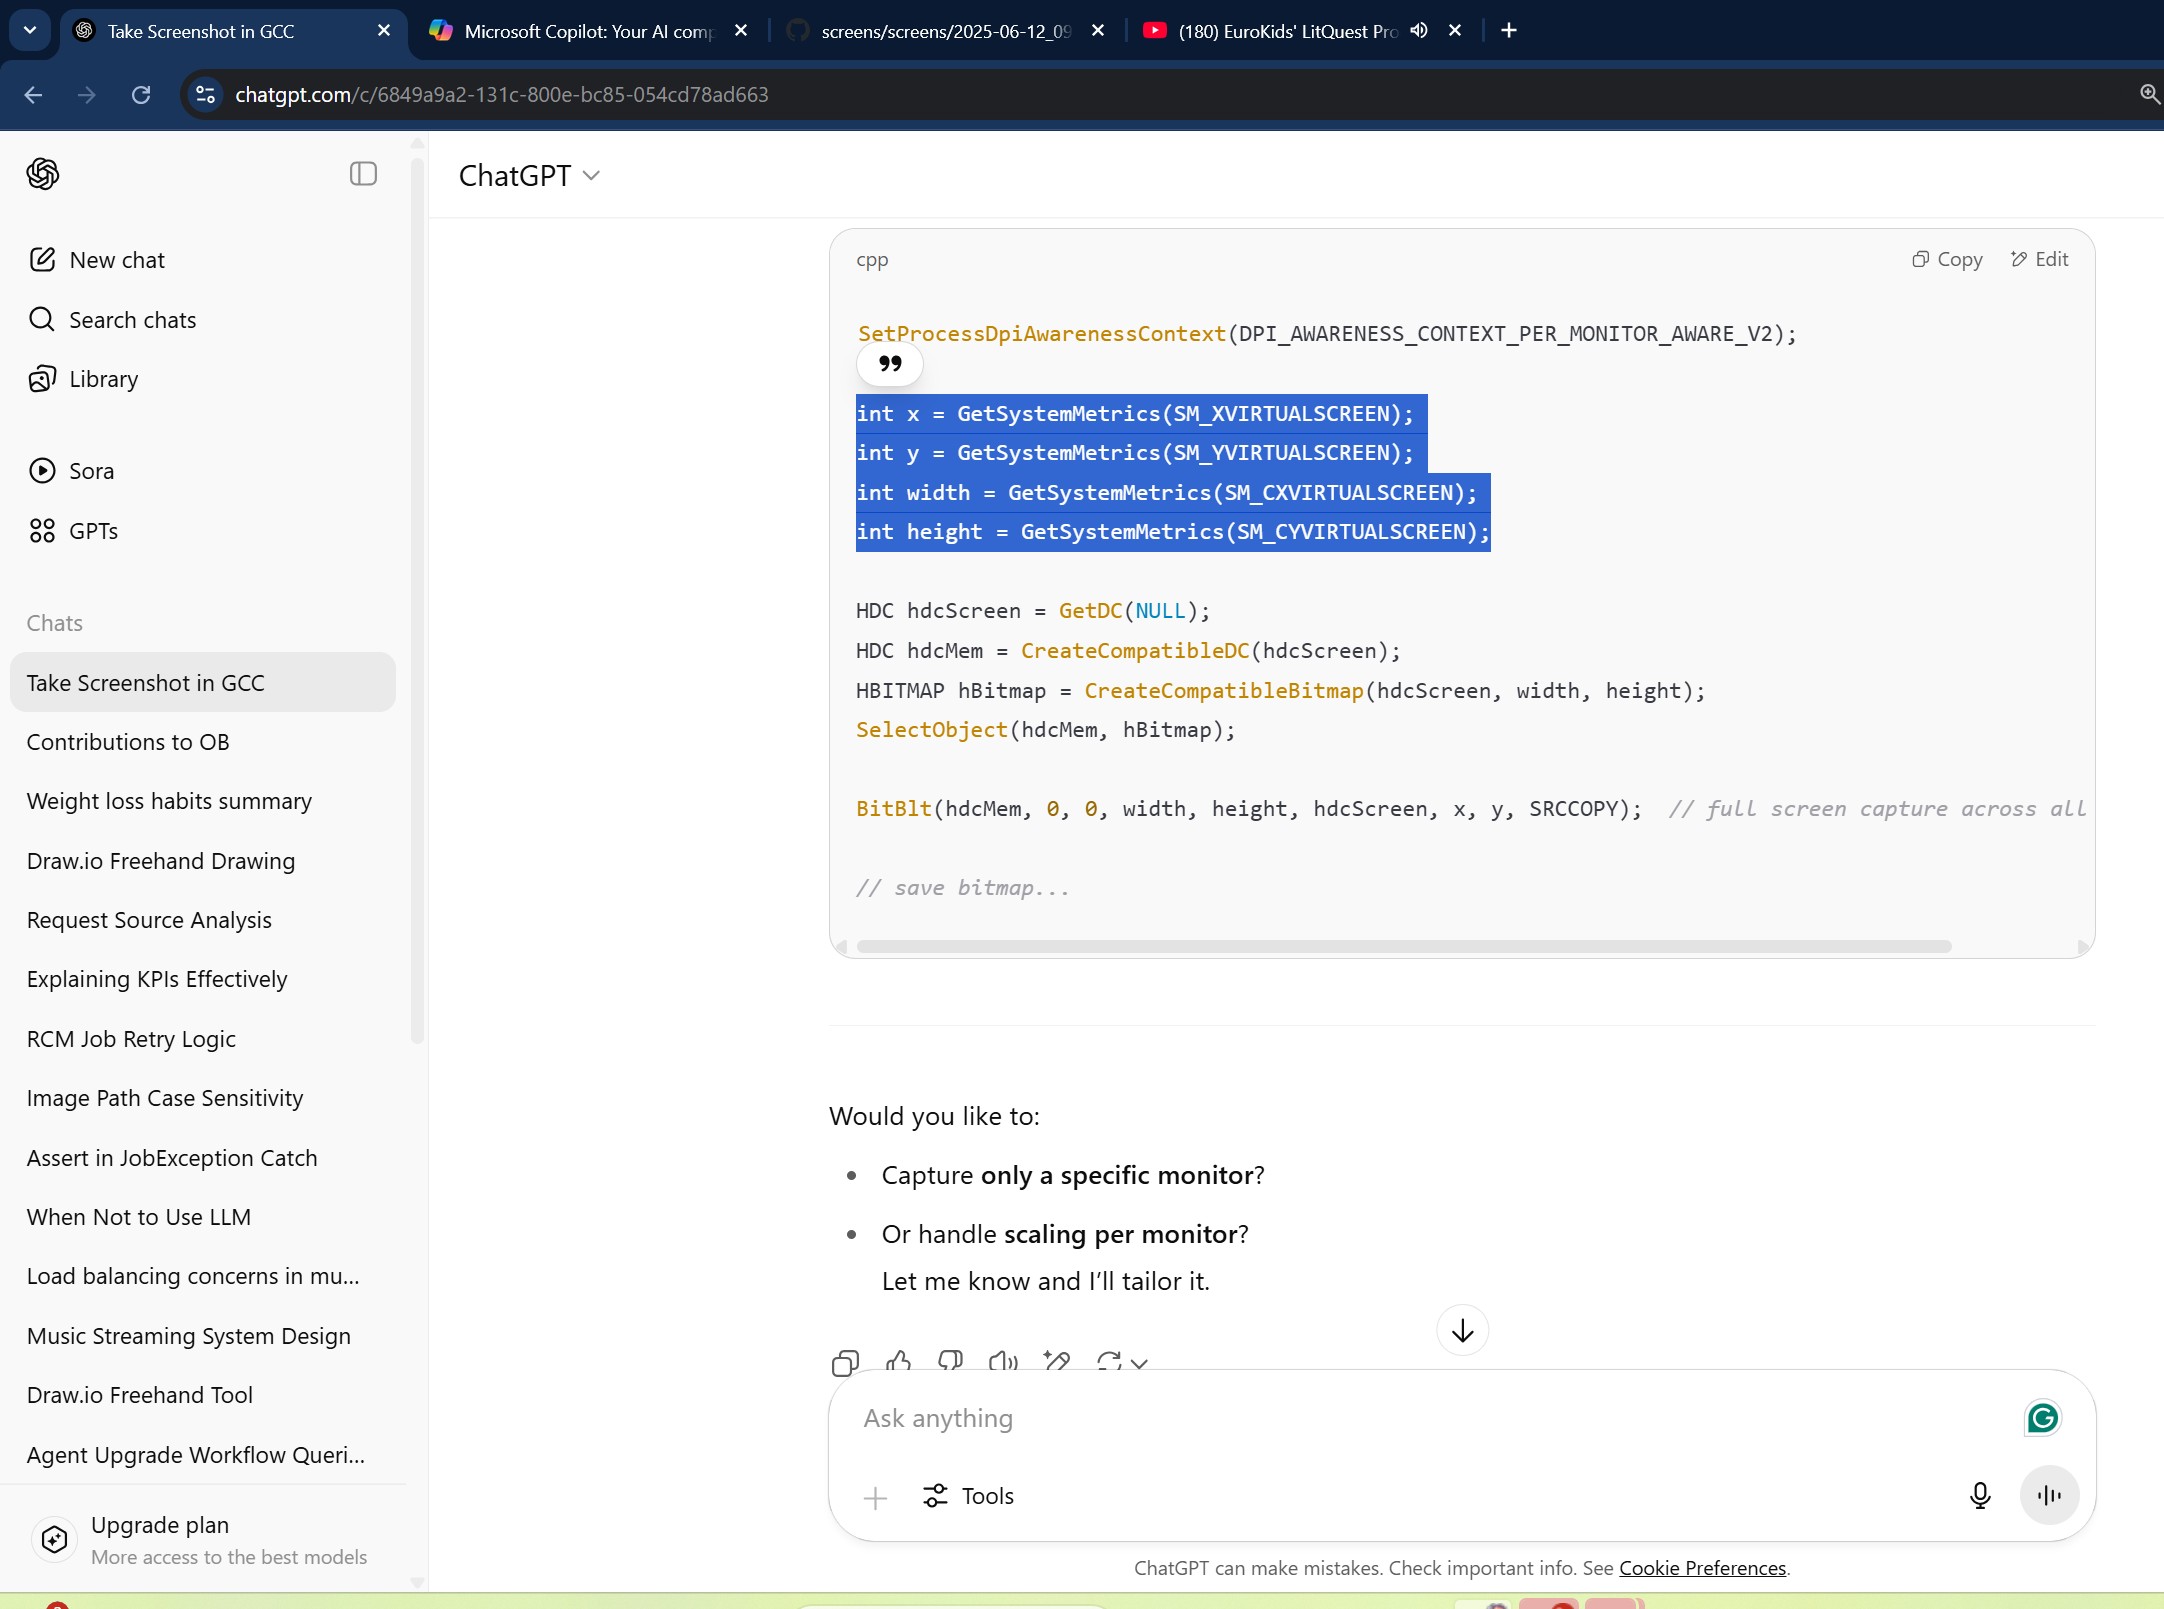 Take Screenshot in GCC
Microsoft Copilot: Your AI comp
screens/screens/2025-06-12_09
(180) EuroKids' LitQuest Pro
chatgpt.com/c/6849a9a2-131c-800e-bc85-054cd78ad663
ChatGPT
New chat
Search chats
Library
Sora
GPTs
Chats
Take Screenshot in GCC
Contributions to OB
Weight loss habits summary
Draw.io Freehand Drawing
Request Source Analysis
Explaining KPIs Effectively
RCM Job Retry Logic
Image Path Case Sensitivity
Assert in JobException Catch
When Not to Use LLM
Load balancing concerns in mu...
Music Streaming System Design
Draw.io Freehand Tool
Agent Upgrade Workflow Queri...
Upgrade plan
More access to the best models
cpp
Copy
Edit
SetProcessDpiAwarenessContext(DPI_AWARENESS_CONTEXT_PER_MONITOR_AWARE_V2);
int x = GetSystemMetrics(SM_XVIRTUALSCREEN);
int y = GetSystemMetrics(SM_YVIRTUALSCREEN);
int width = GetSystemMetrics(SM_CXVIRTUALSCREEN);
int height = GetSystemMetrics(SM_CYVIRTUALSCREEN);
HDC hdcScreen = GetDC(NULL);
HDC hdcMem = CreateCompatibleDC(hdcScreen);
HBITMAP hBitmap = CreateCompatibleBitmap(hdcScreen, width, height);
SelectObject(hdcMem, hBitmap);
BitBlt(hdcMem, 0, 0, width, height, hdcScreen, x, y, SRCCOPY);  // full screen capture across all
// save bitmap...
Would you like to:
• Capture only a specific monitor?
• Or handle scaling per monitor?
Let me know and I’ll tailor it.
Ask anything
Tools
ChatGPT can make mistakes. Check important info. See Cookie Preferences.